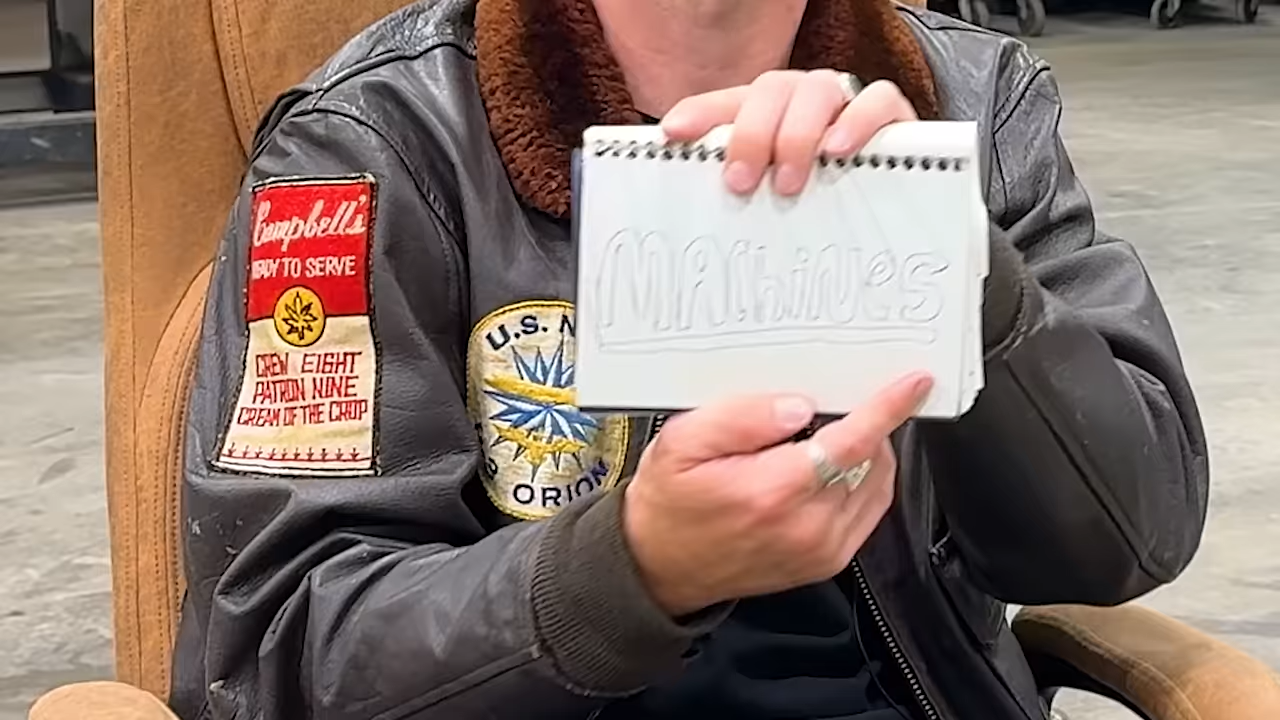 Campbell's
READY TO SERVE
CREW EIGHT
PATRON NINE
CREAM OF THE CROP
U.S. N
ORION
MAChiNes